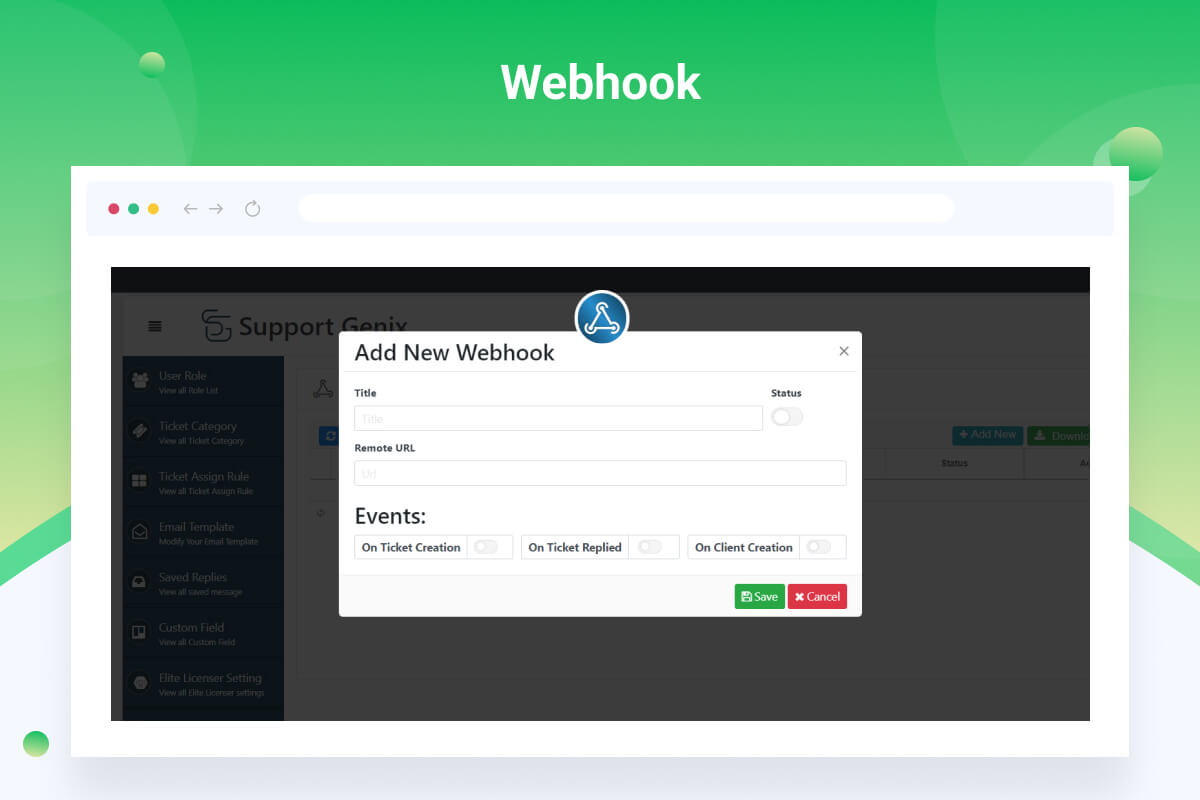 Webhook
Support Genix
Add New Webhook
Title
Status
Title
Remote URL
Url
Events:
On Ticket Creation
On Ticket Replied
On Client Creation
Save
Cancel
User Role
View all Role List
Ticket Category
View all Ticket Category
Ticket Assign Rule
View all Ticket Assign Rule
Email Template
Modify Your Email Template
Saved Replies
View all saved message
Custom Field
View all Custom Field
Elite Licenser Setting
View all Elite Licenser settings
Add New
Downlo
Status